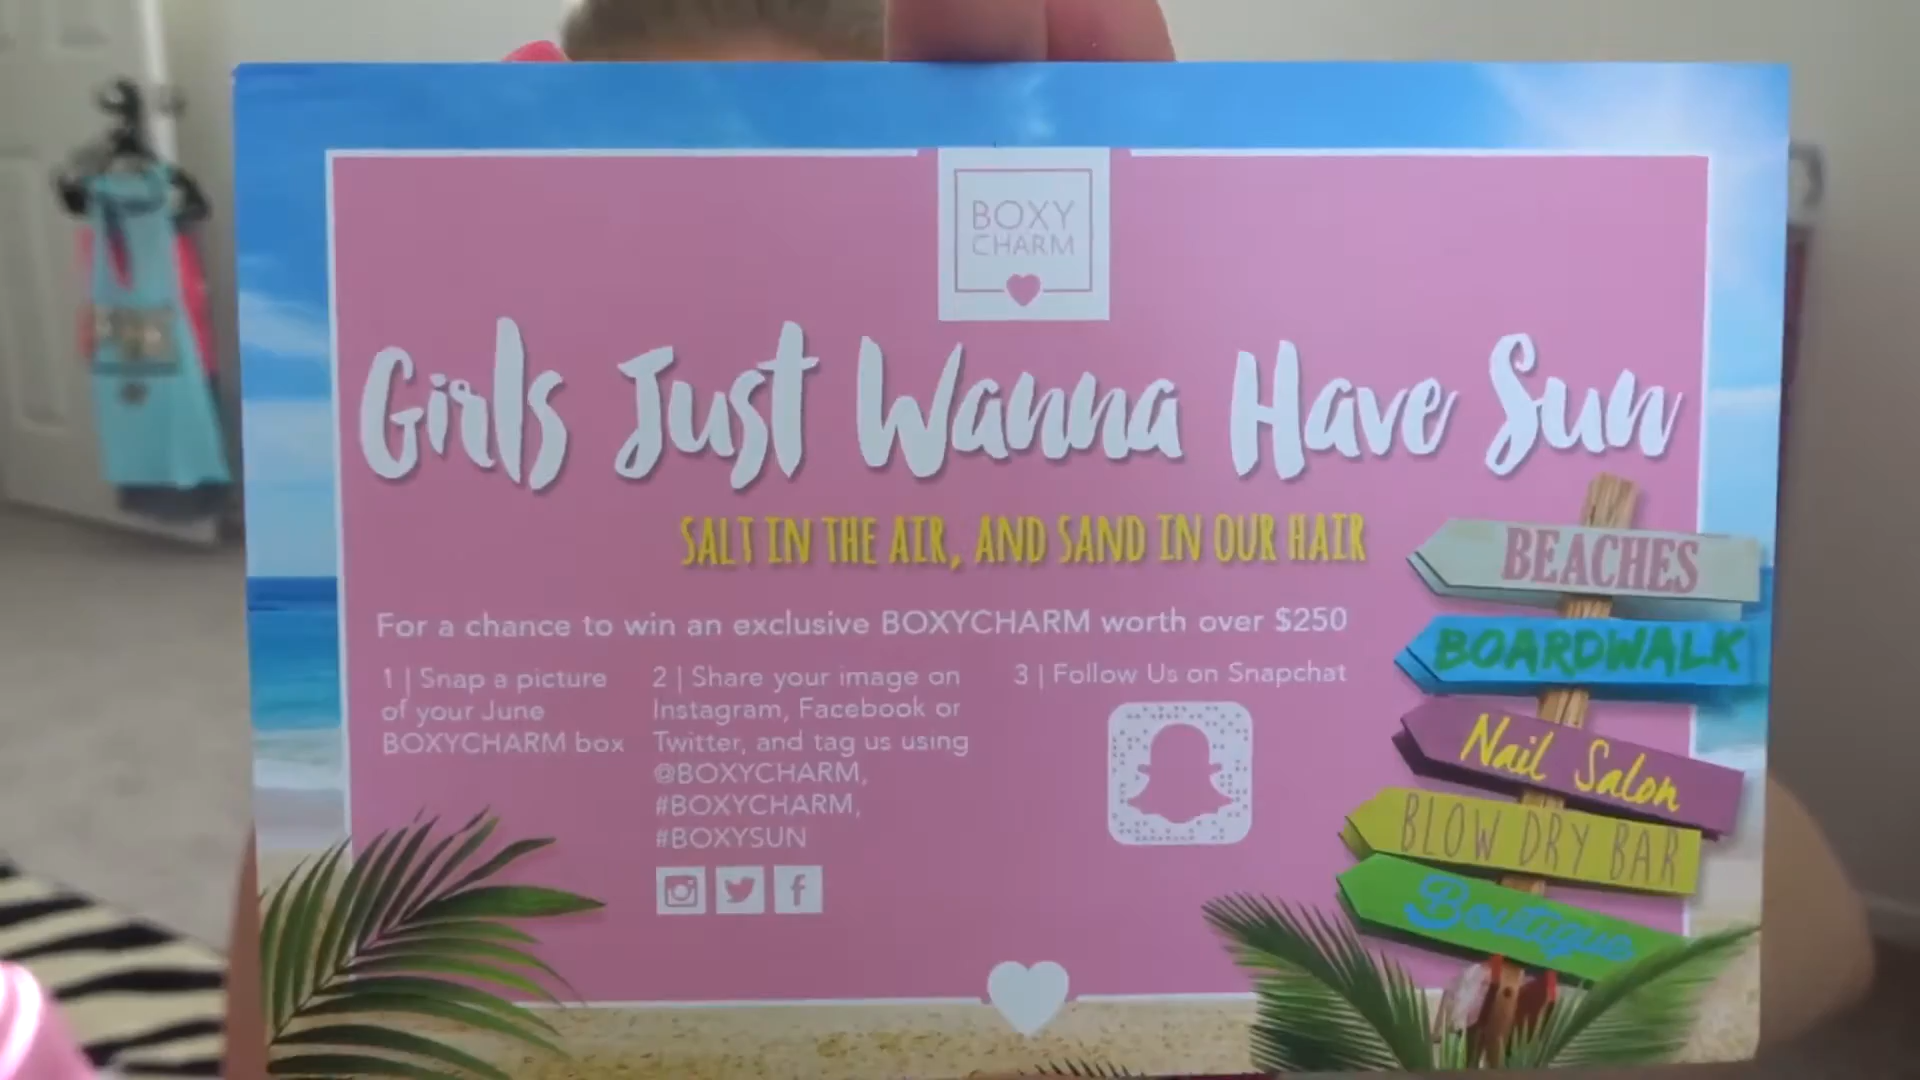 BOXY
CHARM
Girls Just Wanna Have Sun
SALT IN THE AIR, AND SAND IN OUR HAIR
For a chance to win an exclusive BOXYCHARM worth over $250
1 | Snap a picture
of your June
BOXYCHARM box
2 | Share your image on
Instagram, Facebook or
Twitter, and tag us using
@BOXYCHARM,
#BOXYCHARM,
#BOXYSUN
3 | Follow Us on Snapchat
BEACHES
BOARDWALK
Nail Salon
BLOW DRY BAR
Boutique